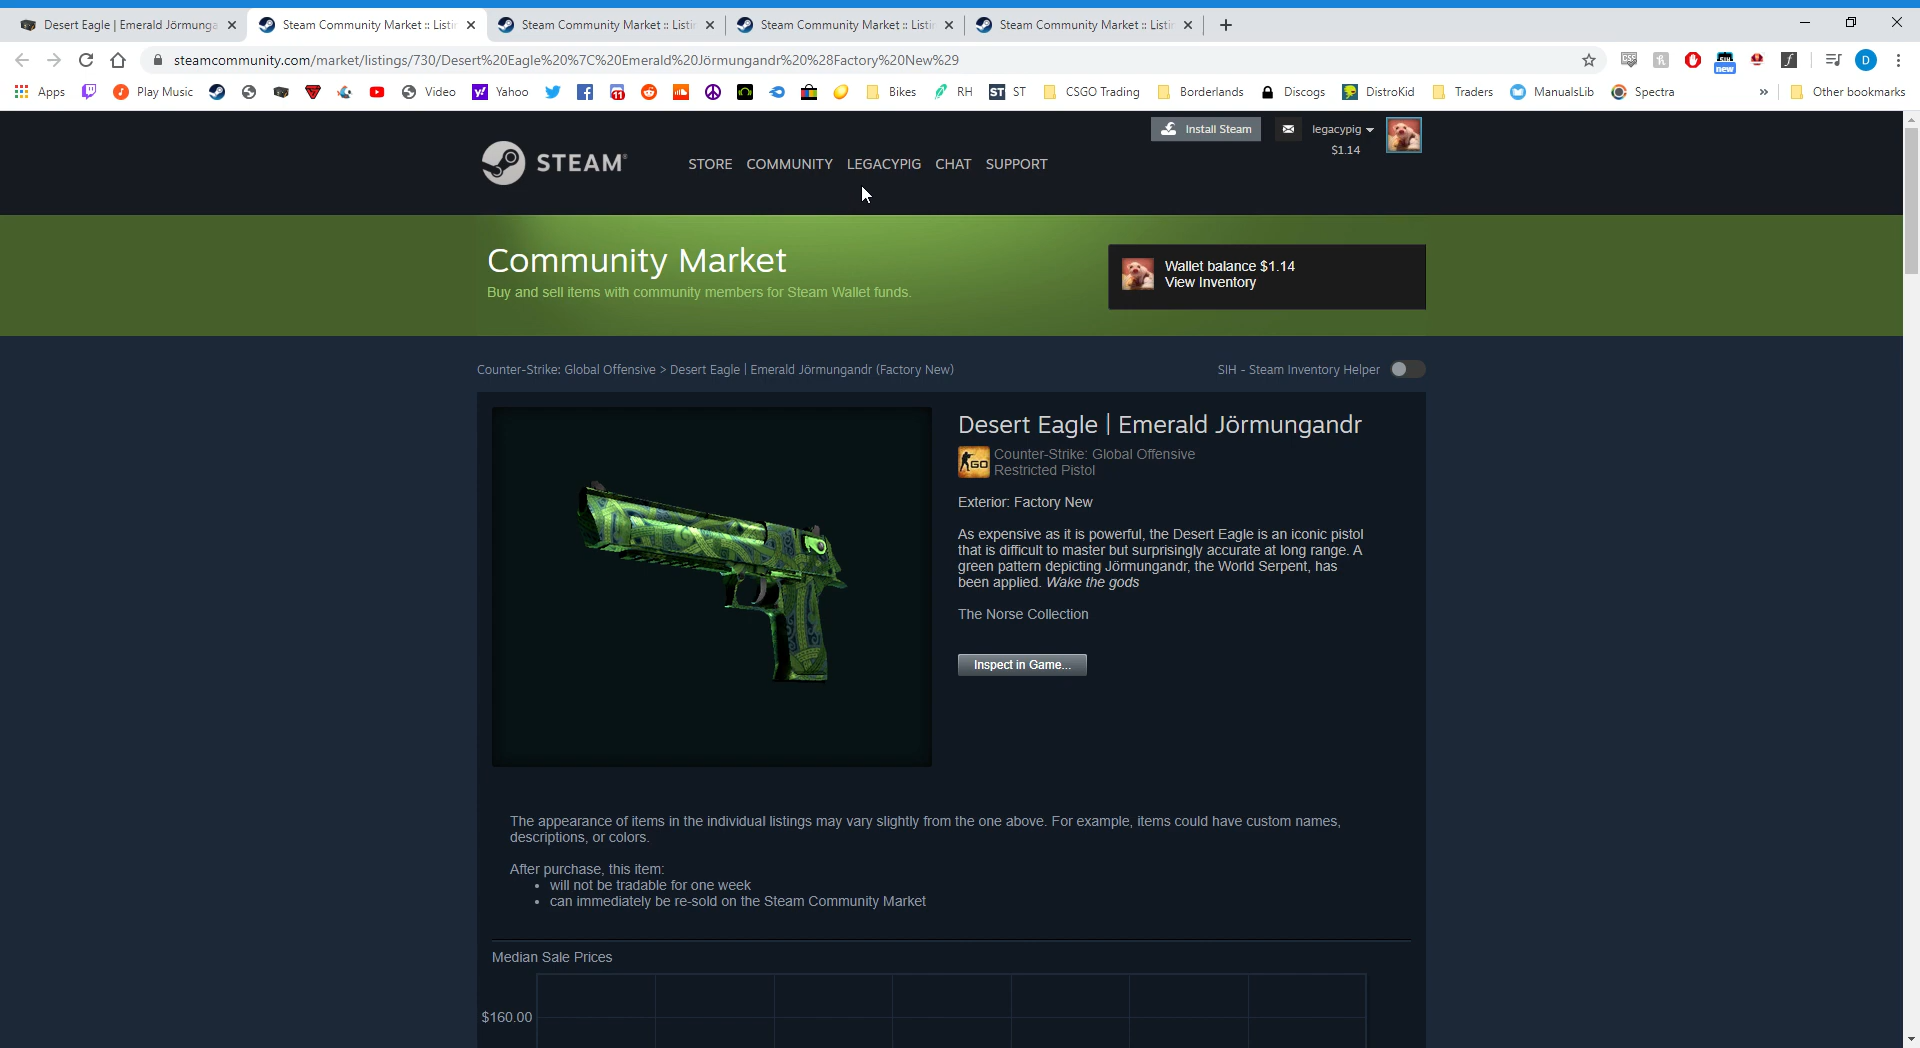 Desert Eagle | Emerald Jörmunga
Steam Community Market :: Listin
Steam Community Market :: Listin
Steam Community Market :: Listin
Steam Community Market :: Listin
steamcommunity.com/market/listings/730/Desert%20Eagle%20%7C%20Emerald%20Jörmungandr%20%28Factory%20New%29
new
D
Apps
Play Music
Video
Yahoo
11
Bikes
RH
ST ST
CSGO Trading
Borderlands
Discogs
DistroKid
Traders
ManualsLib
Spectra
»
Other bookmarks
Install Steam
legacypig
$1.14
STEAM
STORE COMMUNITY LEGACYPIG CHAT SUPPORT
Community Market
Buy and sell items with community members for Steam Wallet funds.
Wallet balance $1.14
View Inventory
Counter-Strike: Global Offensive > Desert Eagle | Emerald Jörmungandr (Factory New)
SIH - Steam Inventory Helper
Desert Eagle | Emerald Jörmungandr
GO
Counter-Strike: Global Offensive
Restricted Pistol
Exterior: Factory New
As expensive as it is powerful, the Desert Eagle is an iconic pistol
that is difficult to master but surprisingly accurate at long range. A
green pattern depicting Jörmungandr, the World Serpent, has
been applied. Wake the gods
The Norse Collection
Inspect in Game...
The appearance of items in the individual listings may vary slightly from the one above. For example, items could have custom names,
descriptions, or colors.
After purchase, this item:
• will not be tradable for one week
• can immediately be re-sold on the Steam Community Market
Median Sale Prices
$160.00